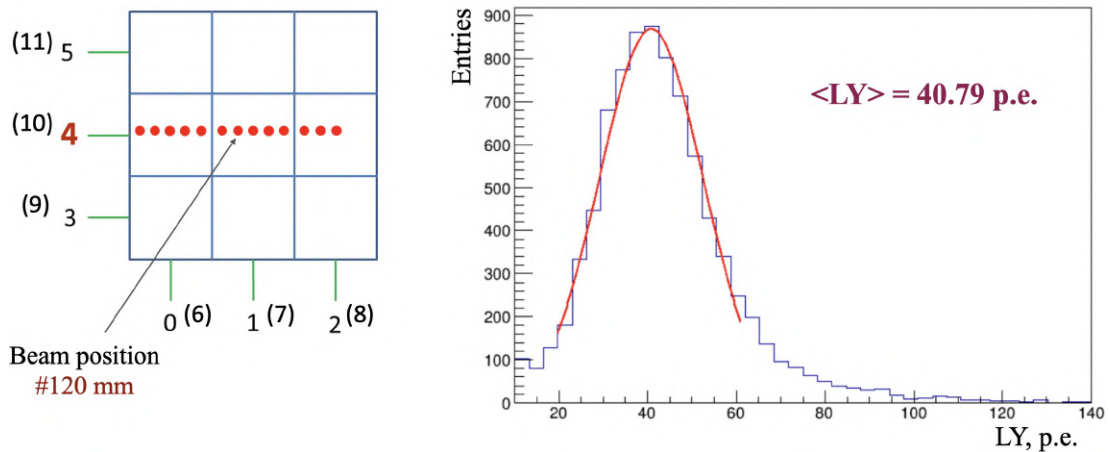 (11) 5
(10) 4
(9) 3
0 (6) 1 (7) 2 (8)
Beam position
#120 mm
Entries
900
800
700
600
500
400
300
200
100
0
<LY> = 40.79 p.e.
20 40 60 80 100 120 140
LY, p.e.